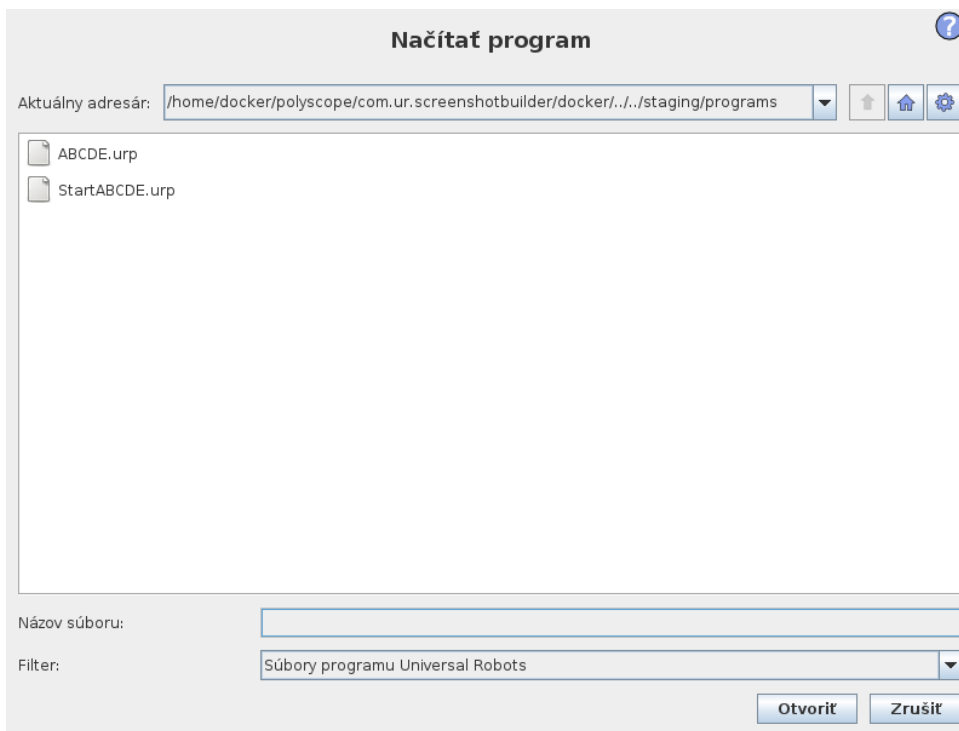 Načítať program
?
Aktuálny adresár: /home/docker/polyscope/com.ur.screenshotbuilder/docker/../../staging/programs
ABCDE.urp
StartABCDE.urp
Názov súboru:
Filter: Súbory programu Universal Robots
Otvoriť Zrušiť